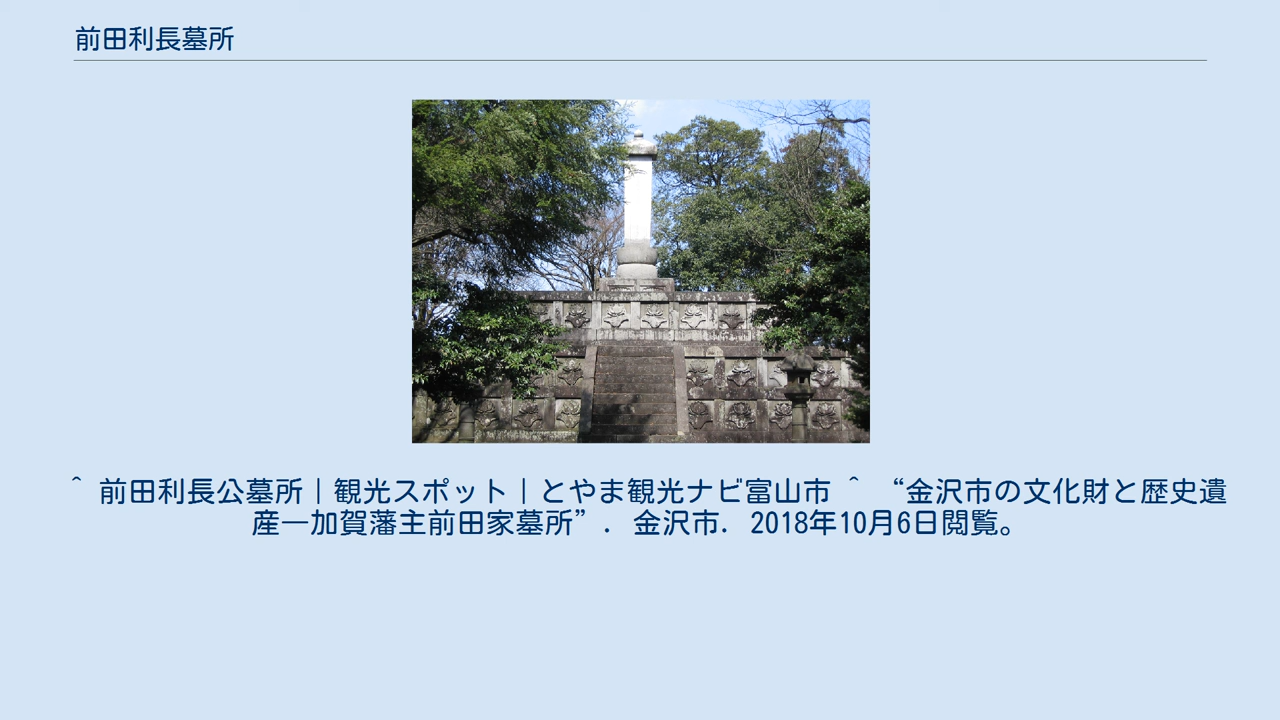 前田利長墓所
^ 前田利長公墓所｜観光スポット｜とやま観光ナビ富山市 ^ “金沢市の文化財と歴史遺
産―加賀藩主前田家墓所”. 金沢市. 2018年10月6日閲覧。